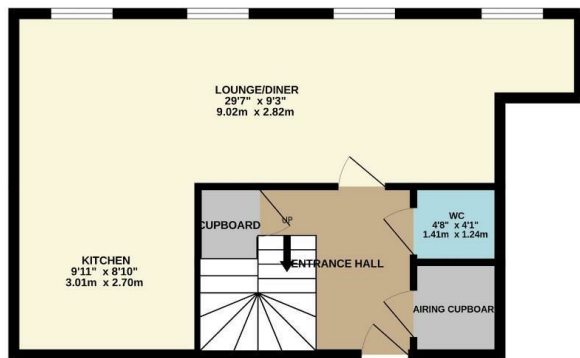 LOUNGE/DINER
29'7" x 9'3"
9.02m x 2.82m
UP
CUPBOARD
WC
4'8" x 4'1"
1.41m x 1.24m
KITCHEN
9'11" x 8'10"
3.01m x 2.70m
ENTRANCE HALL
AIRING CUPBOARD